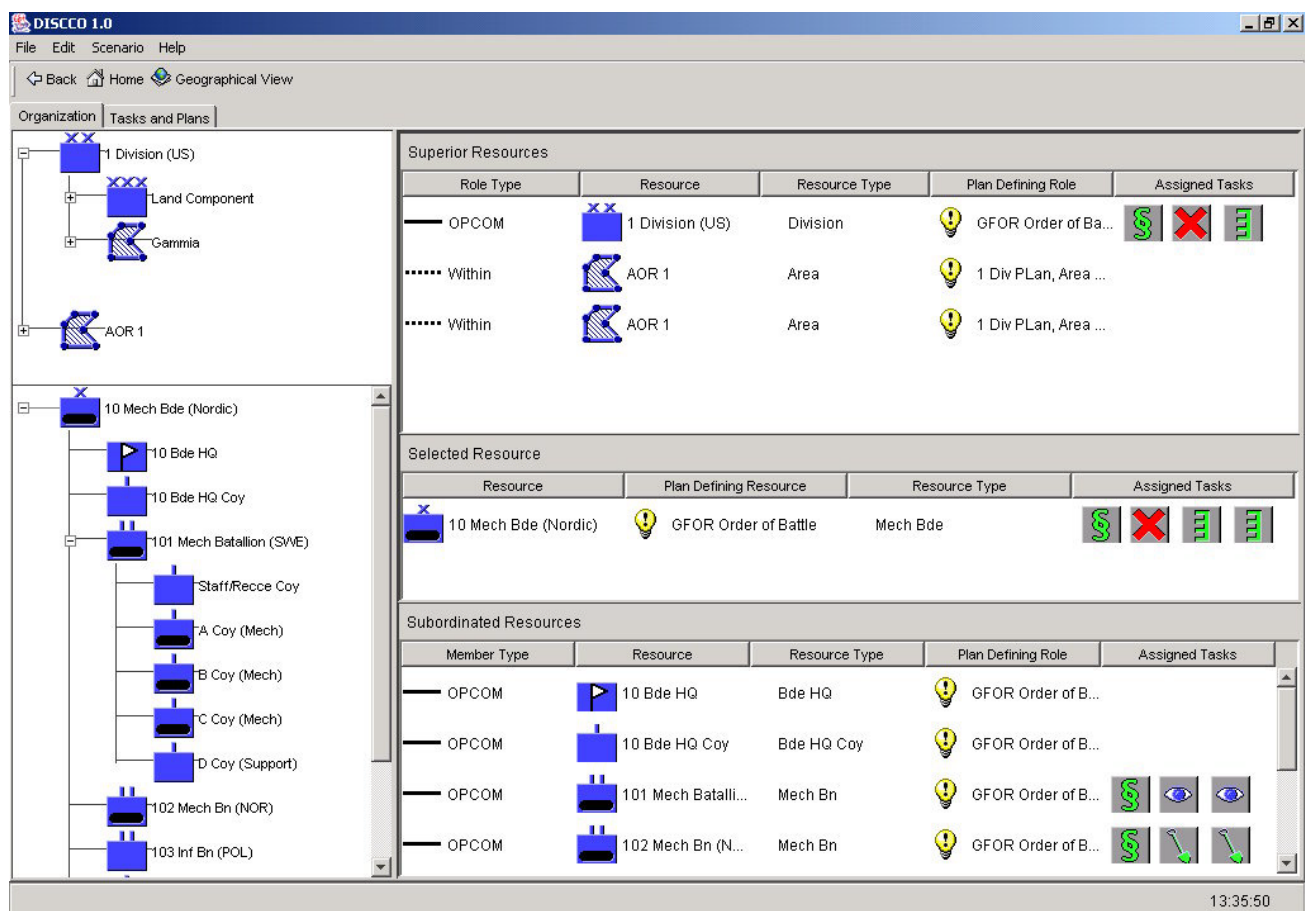 DISCCO 1.0
File Edit Scenario Help
Back Home Geographical View
Organization Tasks and Plans
XX
1 Division (US)
XXX
Land Component
Gammia
AOR 1
X
10 Mech Bde (Nordic)
10 Bde HQ
10 Bde HQ Coy
101 Mech Batallion (SWE)
Staff/Recce Coy
A Coy (Mech)
B Coy (Mech)
C Coy (Mech)
D Coy (Support)
102 Mech Bn (NOR)
103 Inf Bn (POL)
Superior Resources
Role Type Resource Resource Type Plan Defining Role Assigned Tasks
OPCOM XX 1 Division (US) Division GFOR Order of Ba... §
Within AOR 1 Area 1 Div PLan, Area ...
Within AOR 1 Area 1 Div PLan, Area ...
Selected Resource
Resource Plan Defining Resource Resource Type Assigned Tasks
X 10 Mech Bde (Nordic) GFOR Order of Battle Mech Bde §
Subordinated Resources
Member Type Resource Resource Type Plan Defining Role Assigned Tasks
OPCOM 10 Bde HQ Bde HQ GFOR Order of B...
OPCOM 10 Bde HQ Coy Bde HQ Coy GFOR Order of B...
OPCOM 101 Mech Batalli... Mech Bn GFOR Order of B... §
OPCOM 102 Mech Bn (N... Mech Bn GFOR Order of B... §
13:35:50